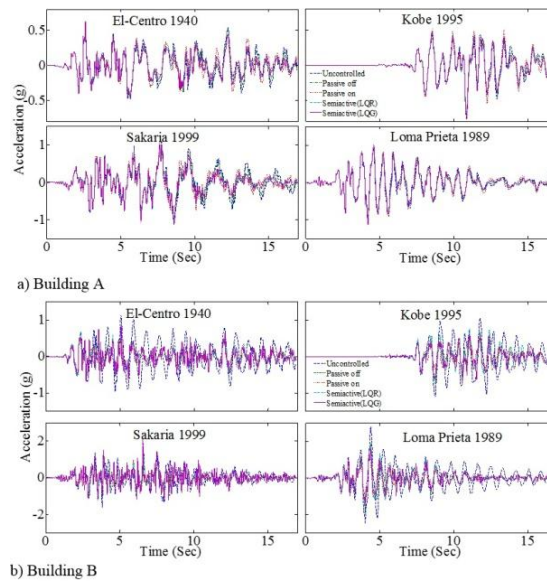 El-Centro 1940
Kobe 1995
0.5
0
-0.5
Uncontrolled
Passive off
Passive on
Semiactive(LQR)
Semiactive(LQG)
Acceleration (g)
Sakaria 1999
Loma Prieta 1989
1
0
-1
0 5 10 15
0 5 10 15
Time (Sec)
Time (Sec)
a) Building A
El-Centro 1940
Kobe 1995
1
0
-1
Uncontrolled
Passive off
Passive on
Semiactive(LQR)
Semiactive(LQG)
Acceleration (g)
Sakaria 1999
Loma Prieta 1989
2
0
-2
0 5 10 15
0 5 10 15
Time (Sec)
Time (Sec)
b) Building B